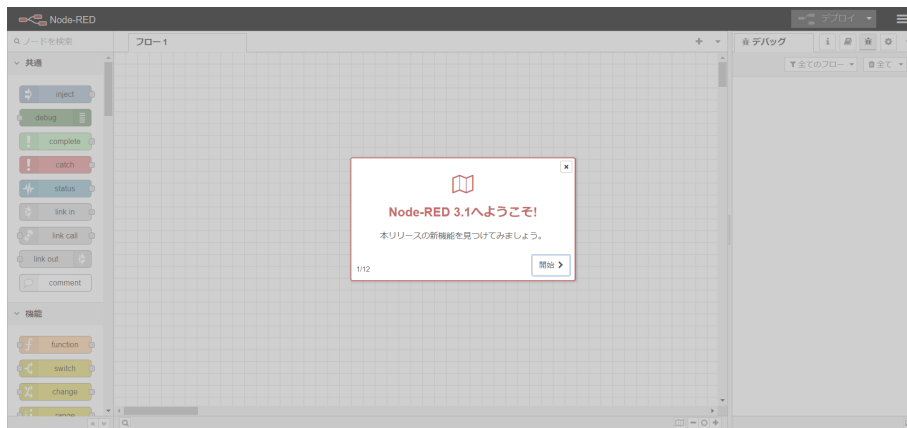 Node-RED
デプロイ
ノードを検索
フロー 1
デバッグ
全てのフロー
全て
共通
inject
debug
complete
catch
status
link in
link call
link out
comment
機能
function
switch
change
range
Node-RED 3.1へようこそ!
本リリースの新機能を見つけてみましょう。
1/12
開始